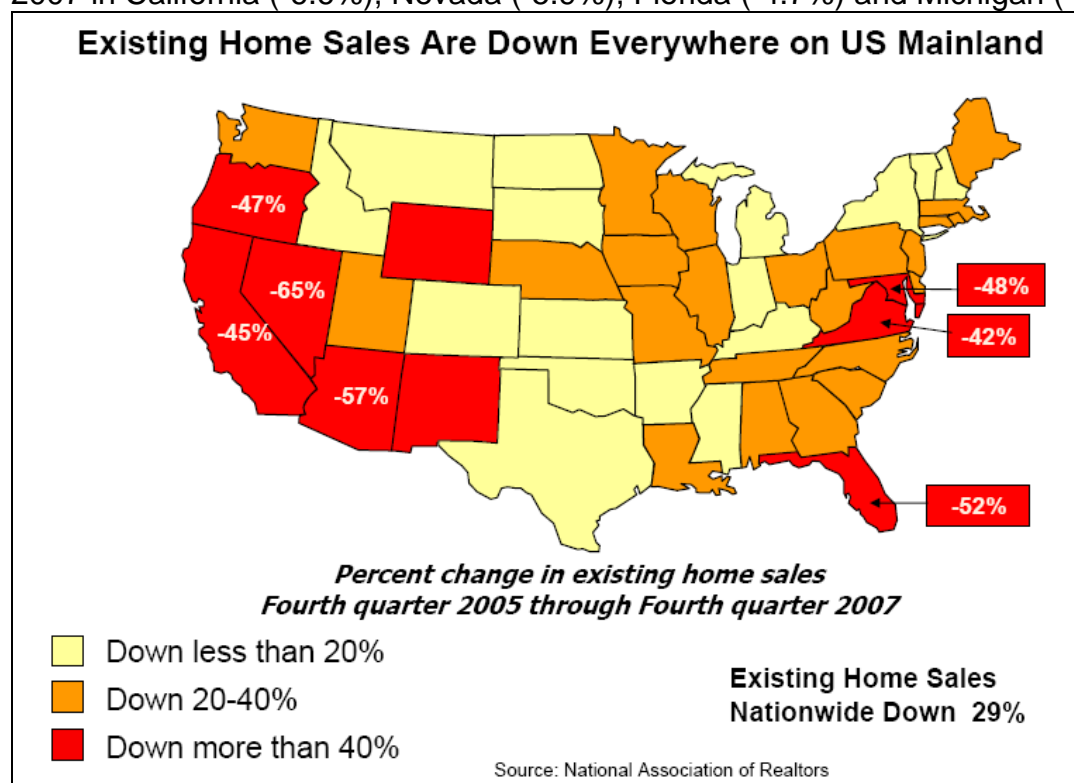 Existing Home Sales Are Down Everywhere on US Mainland
-47%
-65%
-45%
-57%
-48%
-42%
-52%
Percent change in existing home sales
Fourth quarter 2005 through Fourth quarter 2007
Down less than 20%
Down 20-40%
Down more than 40%
Existing Home Sales
Nationwide Down 29%
Source: National Association of Realtors